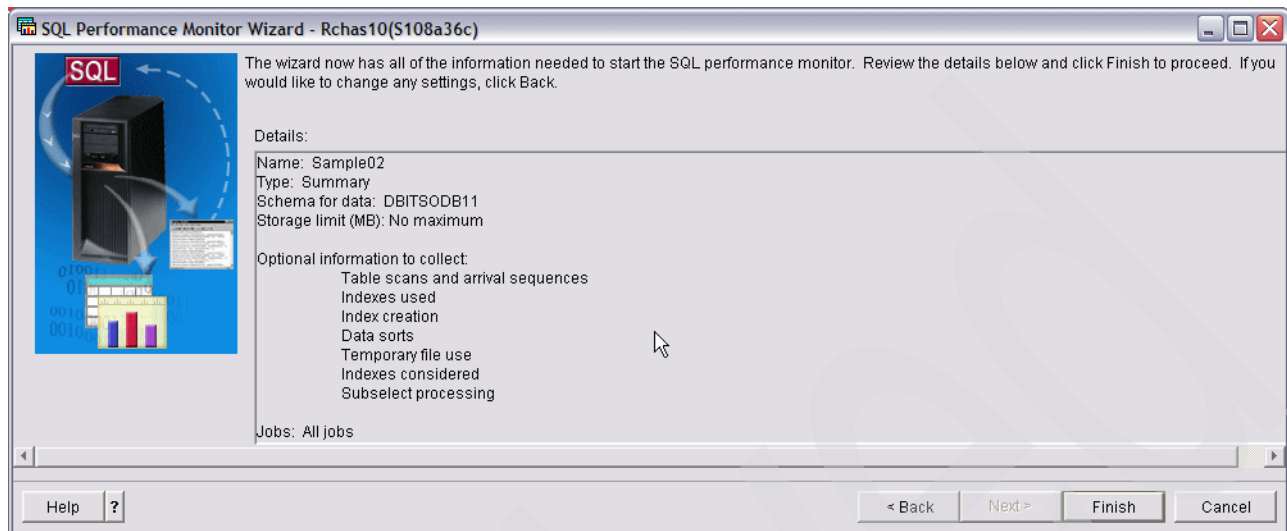 SQL Performance Monitor Wizard - Rchas10(S108a36c)
SQL
The wizard now has all of the information needed to start the SQL performance monitor. Review the details below and click Finish to proceed. If you
would like to change any settings, click Back.
Details:
Name: Sample02
Type: Summary
Schema for data: DBITSODB11
Storage limit (MB): No maximum
Optional information to collect:
Table scans and arrival sequences
Indexes used
Index creation
Data sorts
Temporary file use
Indexes considered
Subselect processing
Jobs: All jobs
Help ? < Back Next > Finish Cancel